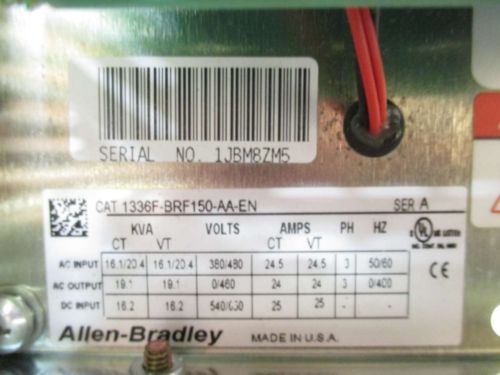 SERIAL NO. 1JBM8ZM5
CAT 1336F-BRF150-AA-EN SER A
KVA VOLTS AMPS PH HZ
CT VT CT VT
AC INPUT 16.1/20.4 16.1/20.4 380/480 24.5 24.5 3 50/60
AC OUTPUT 19.1 19.1 0/460 24 24 3 0/400
DC INPUT 16.2 16.2 25 25 -
UL LISTED
CE
Allen-Bradley MADE IN U.S.A.